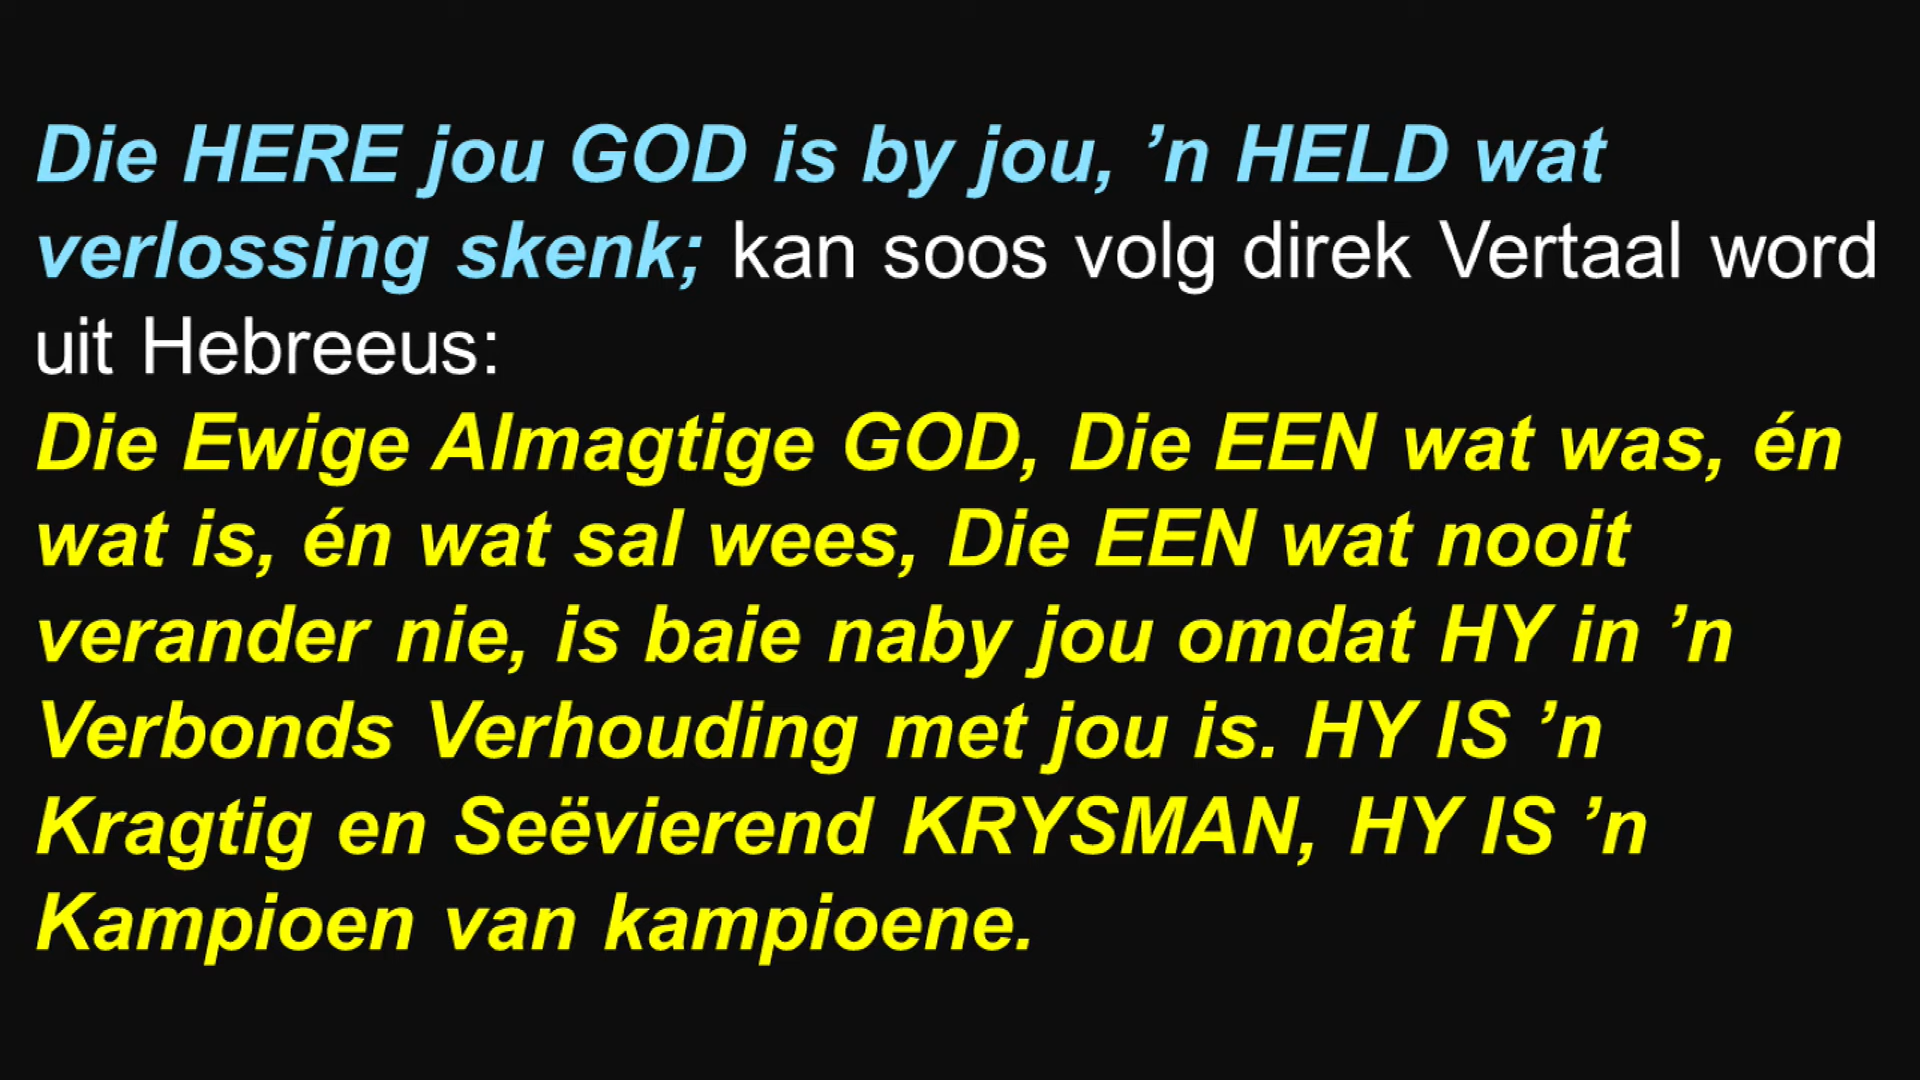 Die HERE jou GOD is by jou, ’n HELD wat
verlossing skenk; kan soos volg direk Vertaal word
uit Hebreeus:
Die Ewige Almagtige GOD, Die EEN wat was, én
wat is, én wat sal wees, Die EEN wat nooit
verander nie, is baie naby jou omdat HY in ’n
Verbonds Verhouding met jou is. HY IS ’n
Kragtig en Seëvierend KRYSMAN, HY IS ’n
Kampioen van kampioene.